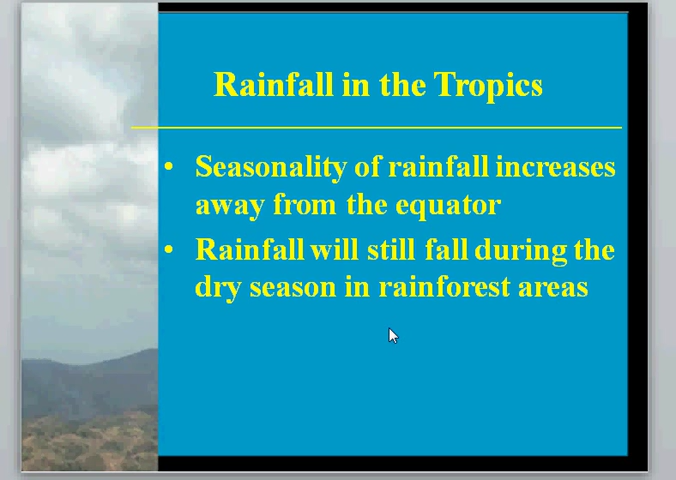 Rainfall in the Tropics
• Seasonality of rainfall increases
away from the equator
• Rainfall will still fall during the
dry season in rainforest areas